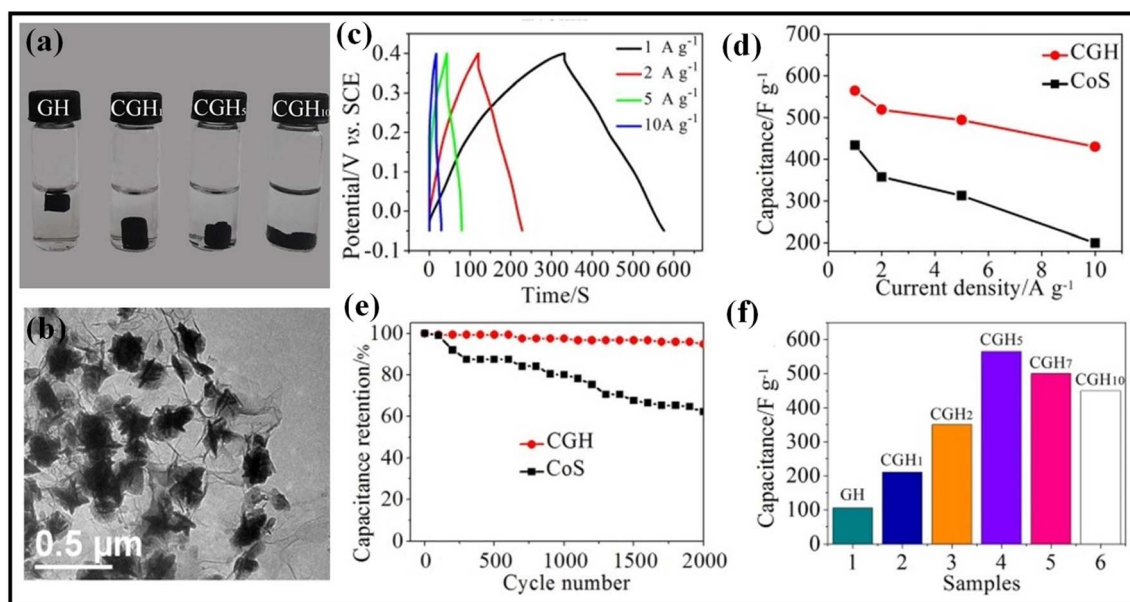 (a)
GH CGH₁ CGH₅ CGH₁₀
(b)
0.5 µm
(c)
1 A g⁻¹
2 A g⁻¹
5 A g⁻¹
10A g⁻¹
Potential/V vs. SCE
0.4
0.3
0.2
0.1
0.0
-0.1
0 100 200 300 400 500 600
Time/S
(d)
CGH
CoS
Capacitance/F g⁻¹
700
600
500
400
300
200
0 2 4 6 8 10
Current density/A g⁻¹
(e)
Capacitance retention/%
100
80
60
40
20
0
CGH
CoS
0 500 1000 1500 2000
Cycle number
(f)
Capacitance/F g⁻¹
600
500
400
300
200
100
0
GH
CGH₁
CGH₂
CGH₅
CGH₇
CGH₁₀
1 2 3 4 5 6
Samples